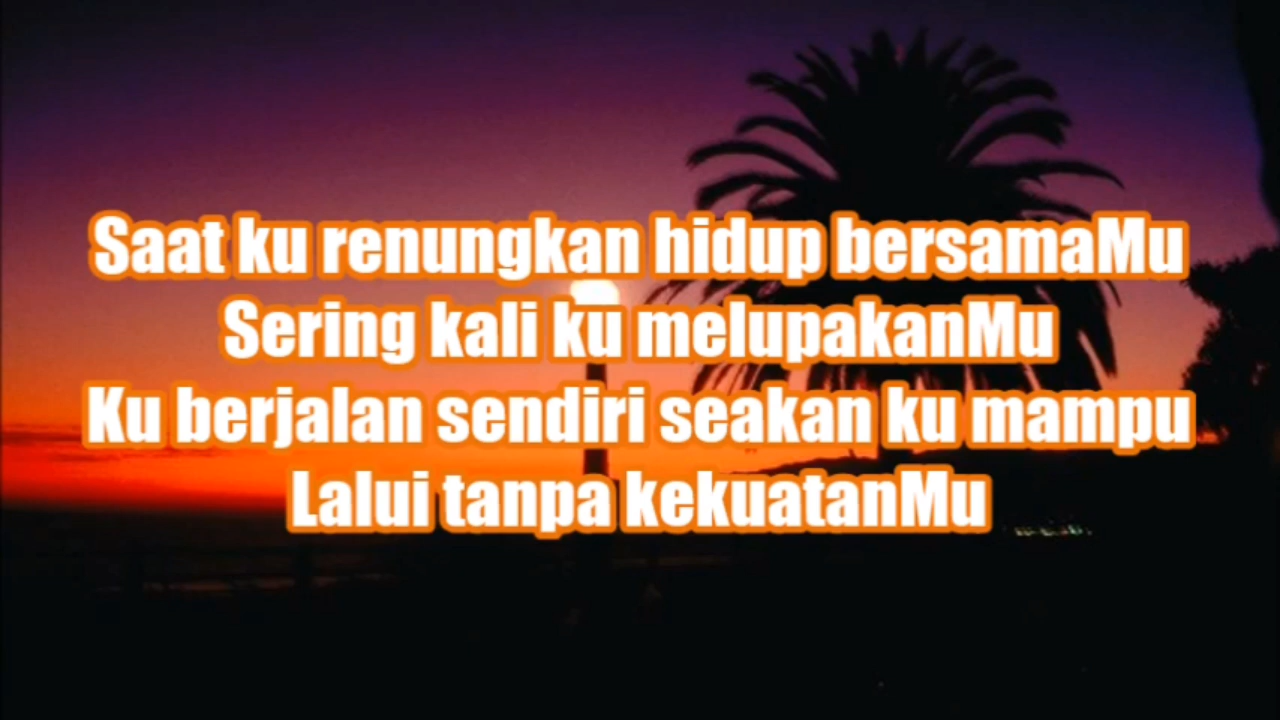 Saat ku renungkan hidup bersamaMu
Sering kali ku melupakanMu
Ku berjalan sendiri seakan ku mampu
Lalui tanpa kekuatanMu